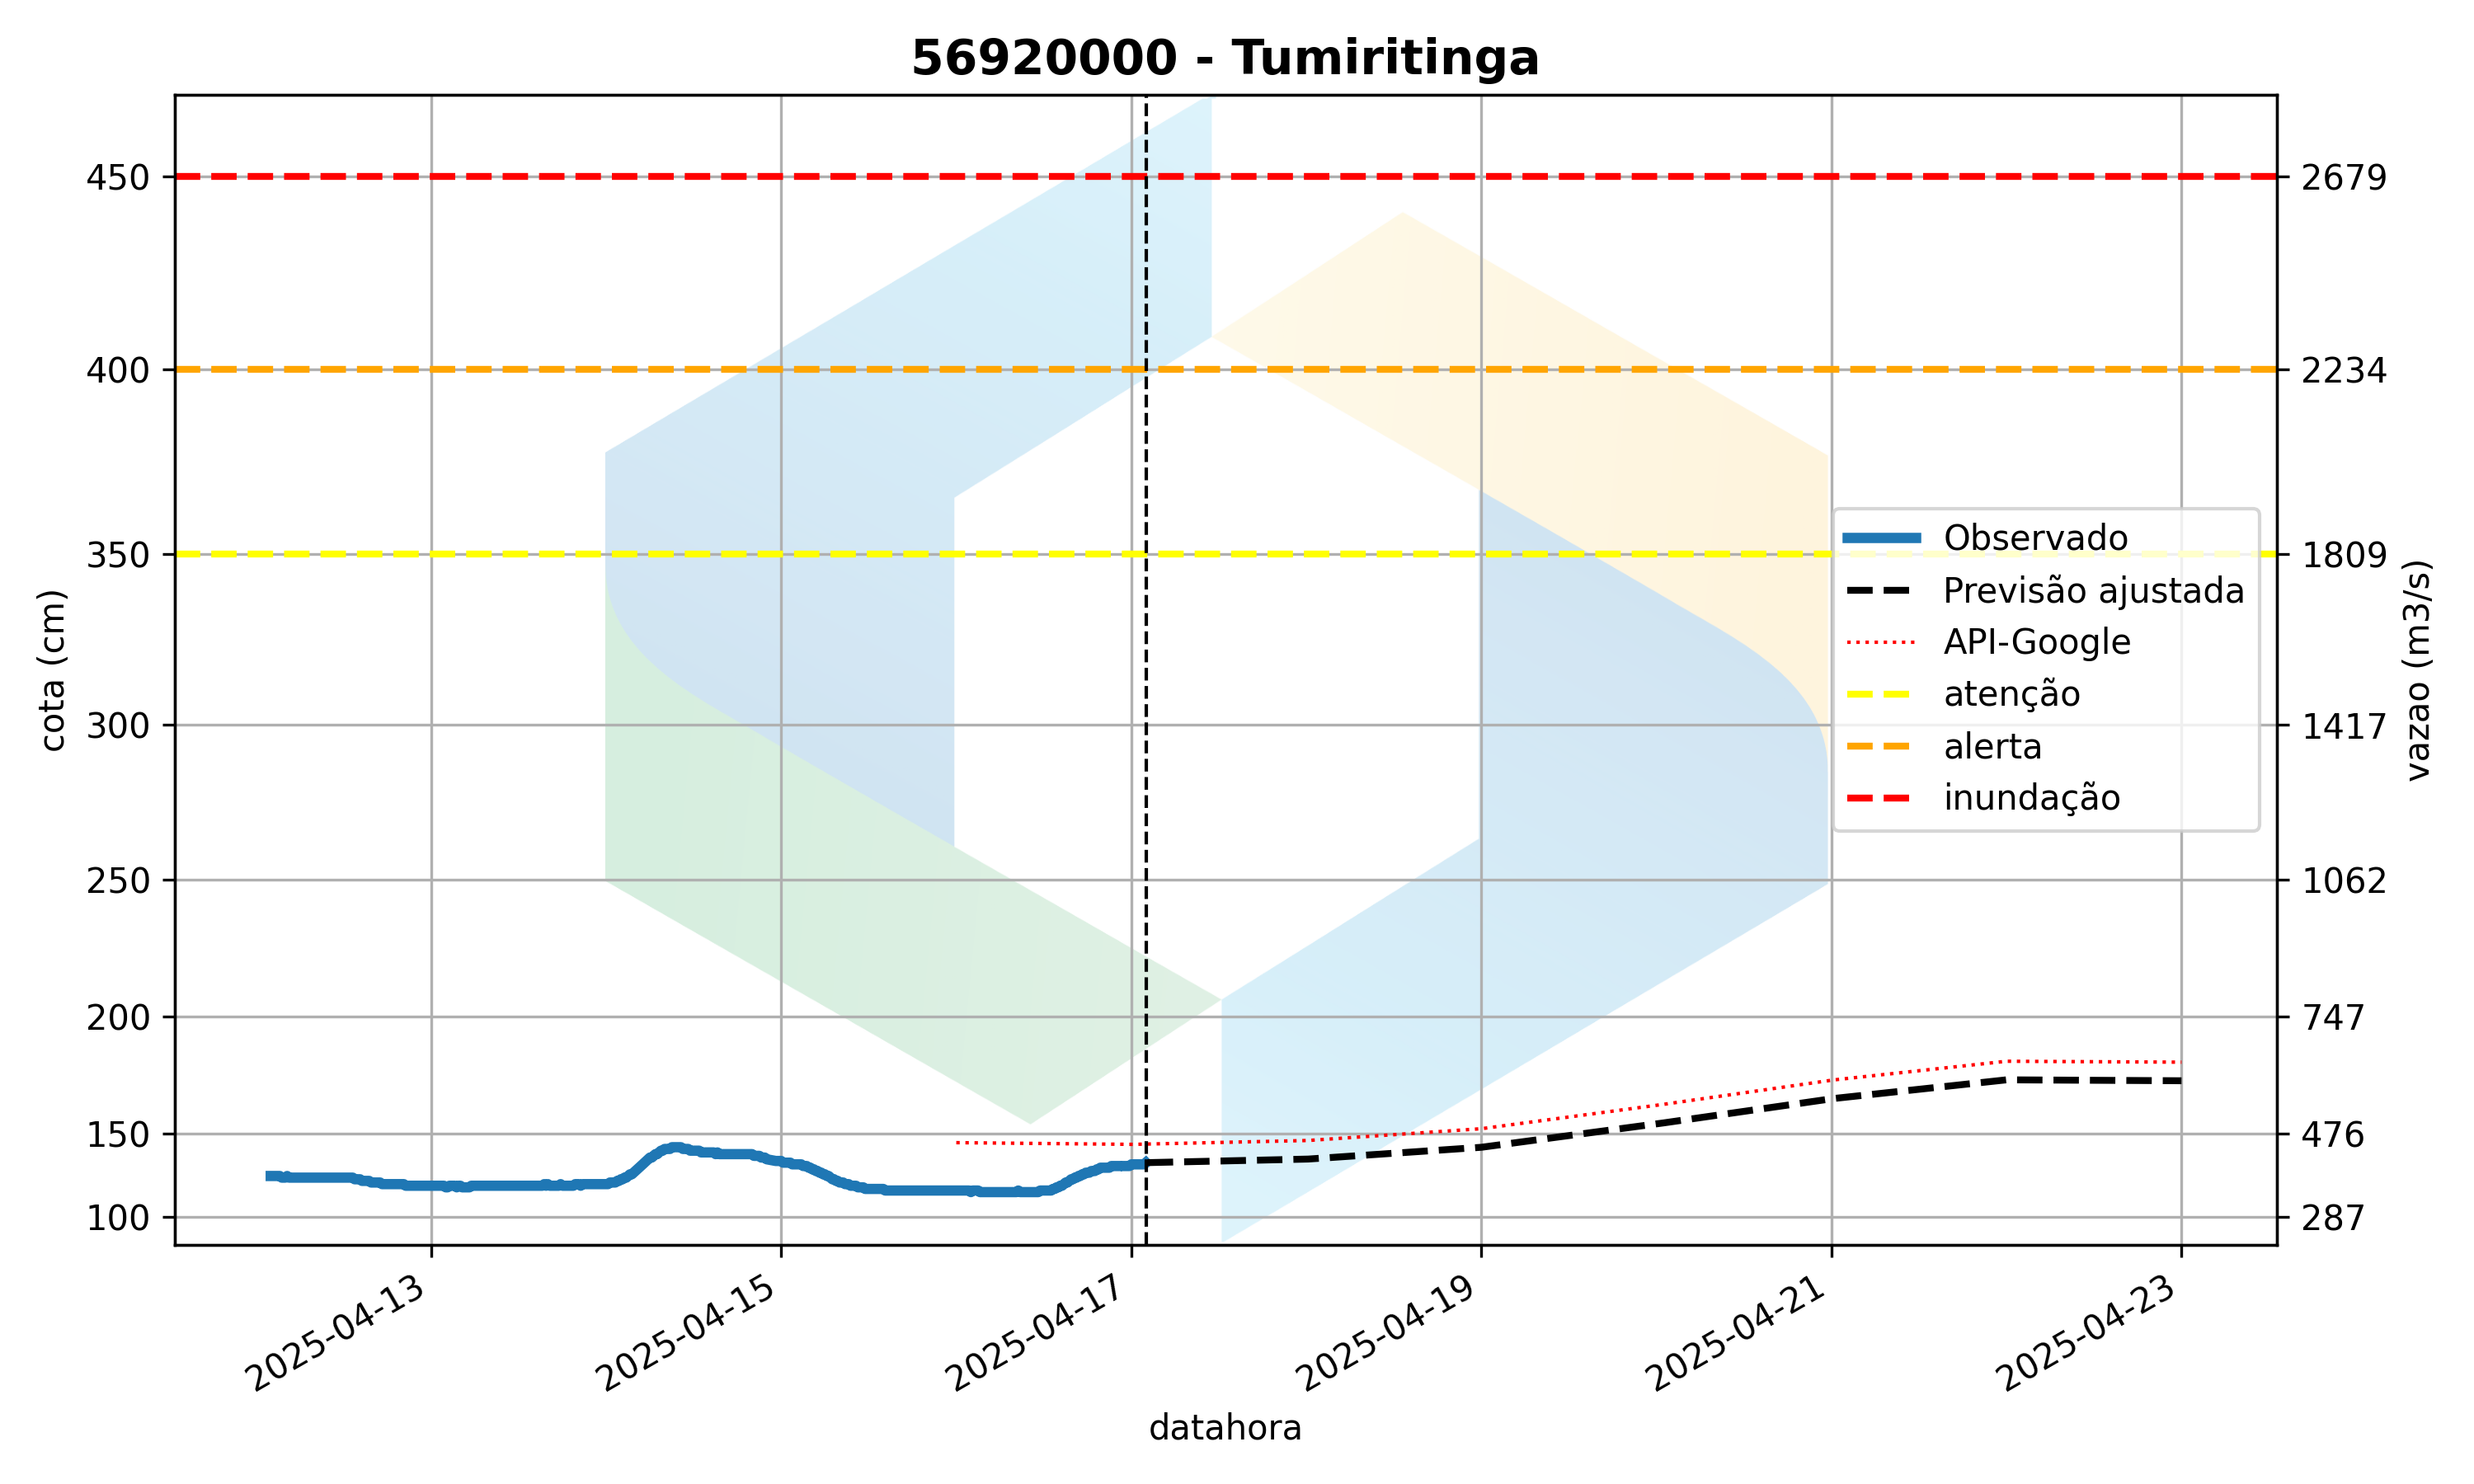 56920000 - Tumiritinga
450
400
350
300
250
200
150
100
cota (cm)
2679
2234
1809
1417
1062
747
476
287
vazao (m3/s)
Observado
Previsão ajustada
API-Google
atenção
alerta
inundação
2025-04-13
2025-04-15
2025-04-17
2025-04-19
2025-04-21
2025-04-23
datahora